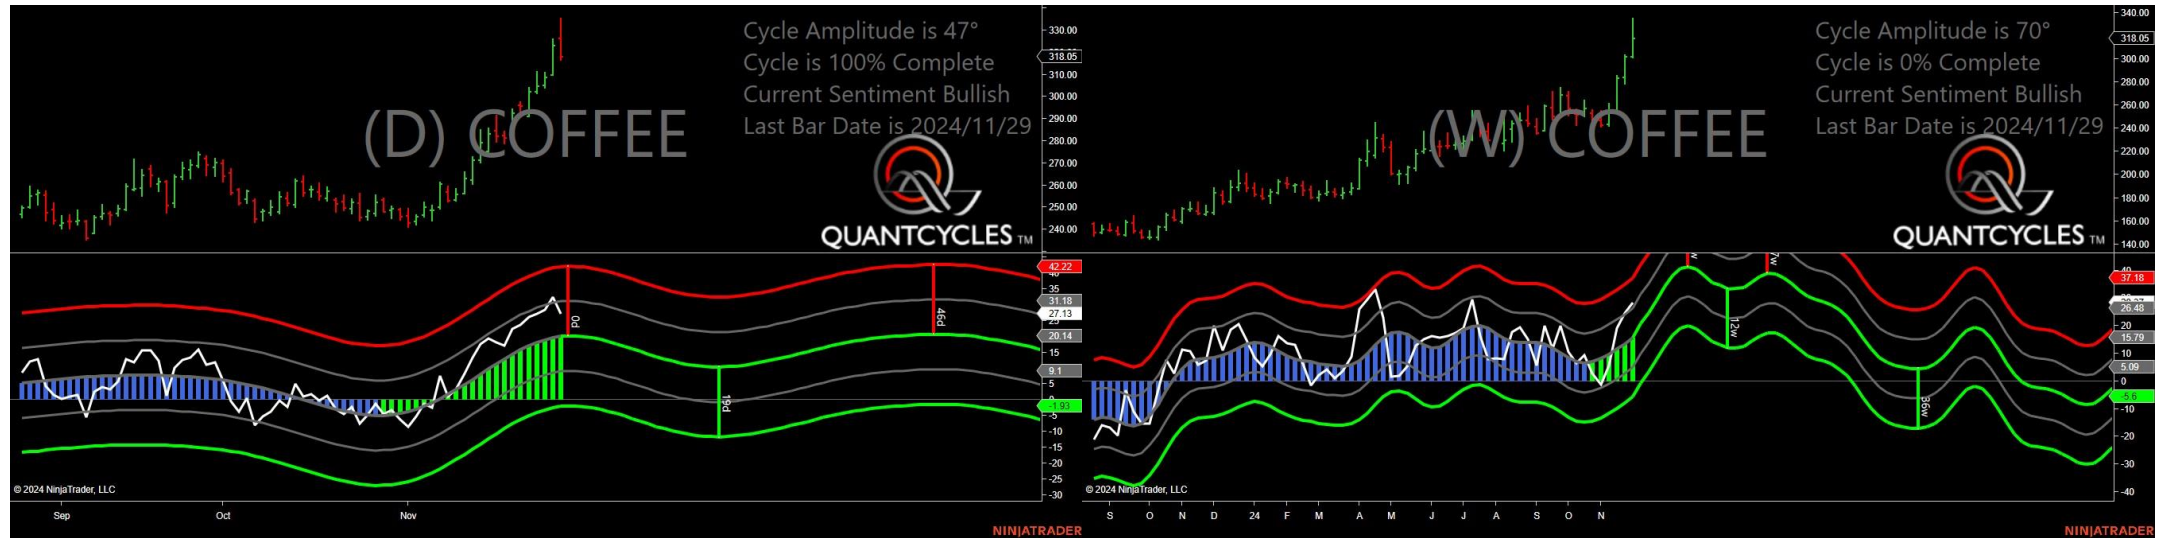 Cycle Amplitude is 47°
Cycle is 100% Complete
Current Sentiment Bullish
Last Bar Date is 2024/11/29
(D) COFFEE
QUANTCYCLES TM
330.00
318.05
310.00
300.00
290.00
280.00
270.00
260.00
250.00
240.00
42.22
40
35
31.18
27.13
25
20.14
15
9.1
5
0
-1.93
-5
-10
-15
-20
-25
-30
0d
19d
46d
© 2024 NinjaTrader, LLC
Sep
Oct
Nov
NINJATRADER
Cycle Amplitude is 70°
Cycle is 0% Complete
Current Sentiment Bullish
Last Bar Date is 2024/11/29
(W) COFFEE
QUANTCYCLES TM
340.00
318.05
300.00
280.00
260.00
240.00
220.00
200.00
180.00
160.00
140.00
40
37.18
26.48
20
15.79
10
5.09
0
-5.6
-10
-20
-30
-40
12w
36w
© 2024 NinjaTrader, LLC
S O N D 24 F M A M J J A S O N
NINJATRADER